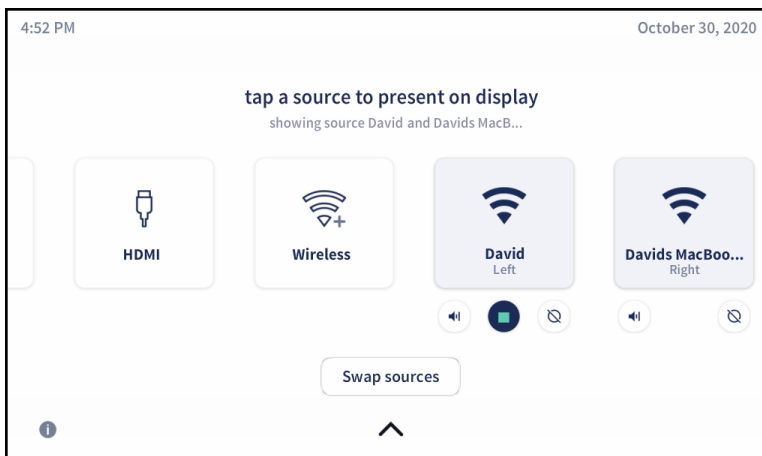 4:52 PM
October 30, 2020
tap a source to present on display
showing source David and Davids MacB...
HDMI
Wireless
David
Left
Davids MacBoo...
Right
Swap sources
i